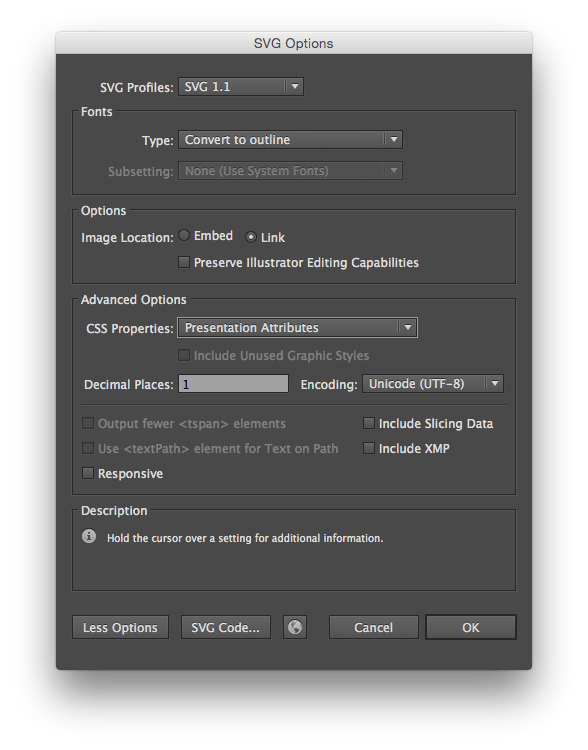 SVG Options
SVG Profiles: SVG 1.1
Fonts
Type: Convert to outline
Subsetting: None (Use System Fonts)
Options
Image Location: Embed Link
Preserve Illustrator Editing Capabilities
Advanced Options
CSS Properties: Presentation Attributes
Include Unused Graphic Styles
Decimal Places: 1 Encoding: Unicode (UTF-8)
Output fewer <tspan> elements Include Slicing Data
Use <textPath> element for Text on Path Include XMP
Responsive
Description
Hold the cursor over a setting for additional information.
Less Options SVG Code... Cancel OK